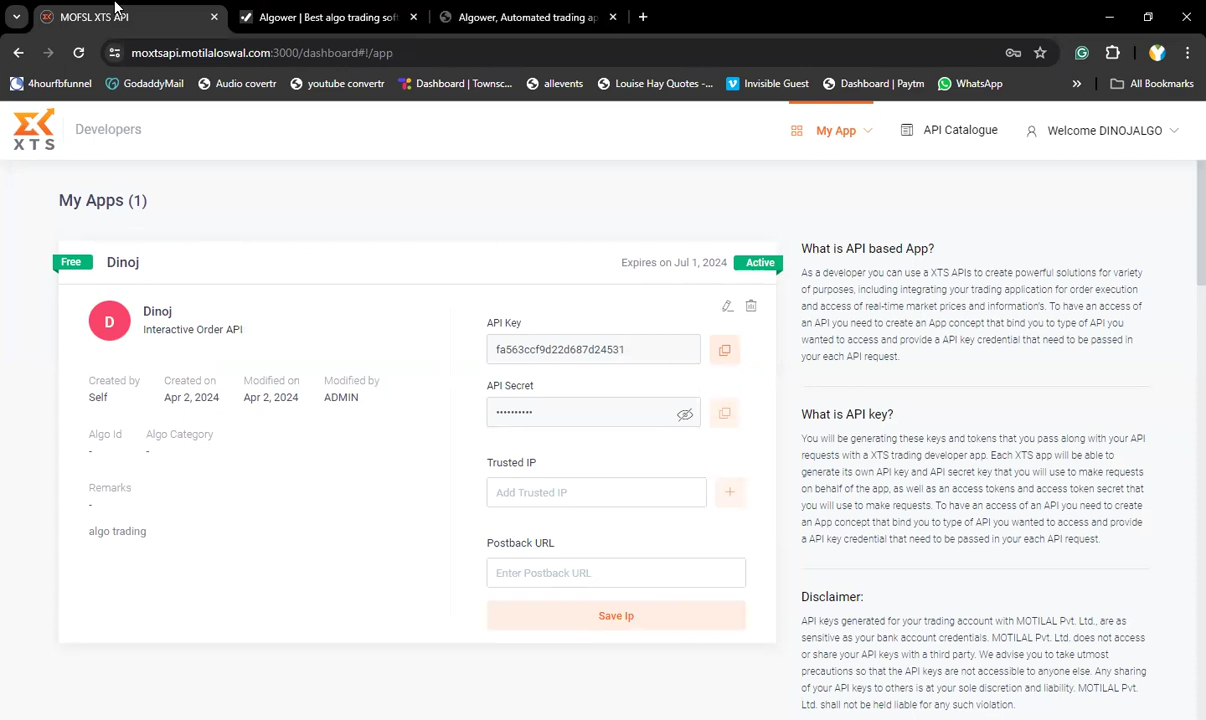 MOFSL XTS API
Algower | Best algo trading soft
Algower, Automated trading ap
moxtsapi.motilaloswal.com:3000/dashboard#!/app
4hourfbfunnel
GodaddyMail
Audio covertr
youtube convertr
Dashboard | Townsc...
allevents
Louise Hay Quotes -...
Invisible Guest
Dashboard | Paytm
WhatsApp
All Bookmarks
XTS
Developers
My App
API Catalogue
Welcome DINOJALGO
My Apps (1)
Free
Dinoj
Expires on Jul 1, 2024
Active
D
Dinoj
Interactive Order API
Created by
Created on
Modified on
Modified by
Self
Apr 2, 2024
Apr 2, 2024
ADMIN
Algo Id
Algo Category
-
-
Remarks
-
algo trading
API Key
fa563ccf9d22d687d24531
API Secret
••••••••••
Trusted IP
Add Trusted IP
Postback URL
Enter Postback URL
Save Ip
What is API based App?
As a developer you can use a XTS APIs to create powerful solutions for variety
of purposes, including integrating your trading application for order execution
and access of real-time market prices and information's. To have an access of
an API you need to create an App concept that bind you to type of API you
wanted to access and provide a API key credential that need to be passed in
your each API request.
What is API key?
You will be generating these keys and tokens that you pass along with your API
requests with a XTS trading developer app. Each XTS app will be able to
generate its own API key and API secret key that you will use to make requests
on behalf of the app, as well as an access tokens and access token secret that
you will use to make requests. To have an access of an API you need to create
an App concept that bind you to type of API you wanted to access and provide
a API key credential that need to be passed in your each API request.
Disclaimer:
API keys generated for your trading account with MOTILAL Pvt. Ltd., are as
sensitive as your bank account credentials. MOTILAL Pvt. Ltd. does not access
or share your API keys with a third party. We advise you to take utmost
precautions so that the API keys are not accessible to anyone else. Any sharing
of your API keys to others is at your sole discretion and liability. MOTILAL Pvt.
Ltd. shall not be held liable for any such violation.